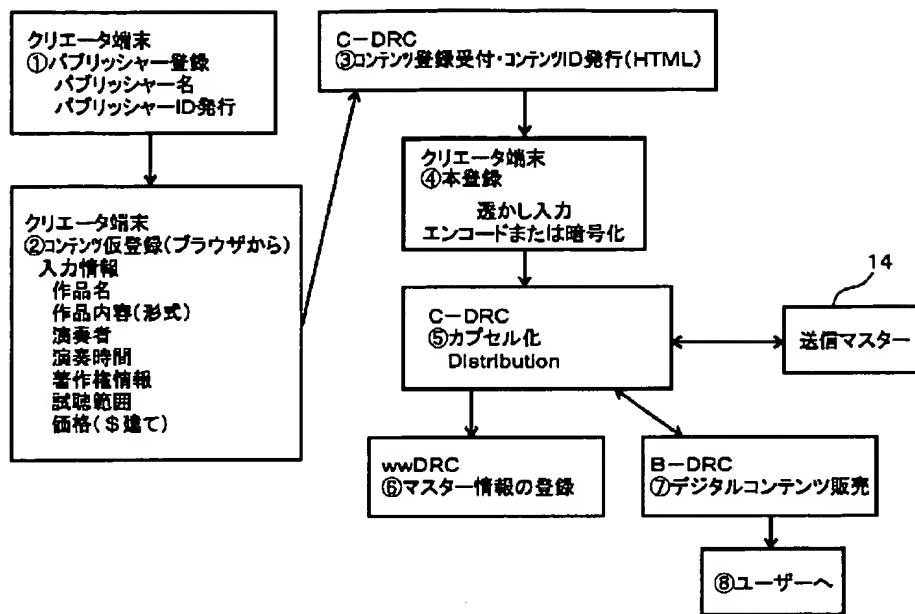 クリエータ端末
①パブリッシャー登録
パブリッシャー名
パブリッシャーID発行
クリエータ端末
②コンテンツ仮登録(ブラウザから)
入力情報
作品名
作品内容(形式)
演奏者
演奏時間
著作権情報
試聴範囲
価格($建て)
C-DRC
③コンテンツ登録受付・コンテンツID発行(HTML)
クリエータ端末
④本登録
透かし入力
エンコードまたは暗号化
C-DRC
⑤カプセル化
Distribution
14
送信マスター
wwDRC
⑥マスター情報の登録
B-DRC
⑦デジタルコンテンツ販売
⑧ユーザーへ